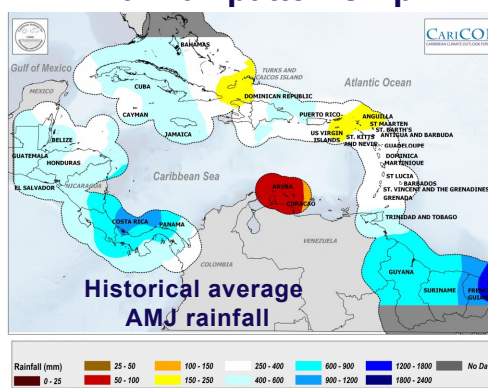 CARICO
CARIBBEAN CLIMATE OUTLOOK FOR
BAHAMAS
Gulf of Mexico
TURKS AND
CAICOS ISLAND
Atlantic Ocean
MEXICO
CUBA
DOMINICAN REPUBLIC
CAYMAN
PUERTO RICO
ANGUILLA
ST MAARTEN
ST. BARTH'S
JAMAICA
US VIRGIN
ISLANDS
ST. KITTS
AND NEVIS
ANTIGUA AND BARBUDA
BELIZE
GUADELOUPE
GUATEMALA
HONDURAS
DOMINICA
MARTINIQUE
EL SALVADOR
NICARAGUA
Caribbean Sea
ARUBA
CURACAO
ST LUCIA
BARBADOS
ST. VINCENT AND THE GRENADINES
GRENADA
COSTA RICA
PANAMA
TRINIDAD AND TOBAGO
VENEZUELA
COLOMBIA
GUYANA
SURINAME
FRENCH
GUIAN
Historical average
AMJ rainfall
Rainfall (mm)
0 - 25
25 - 50
50 - 100
100 - 150
150 - 250
250 - 400
400 - 600
600 - 900
900 - 1200
1200 - 1800
1800 - 2400
No Da